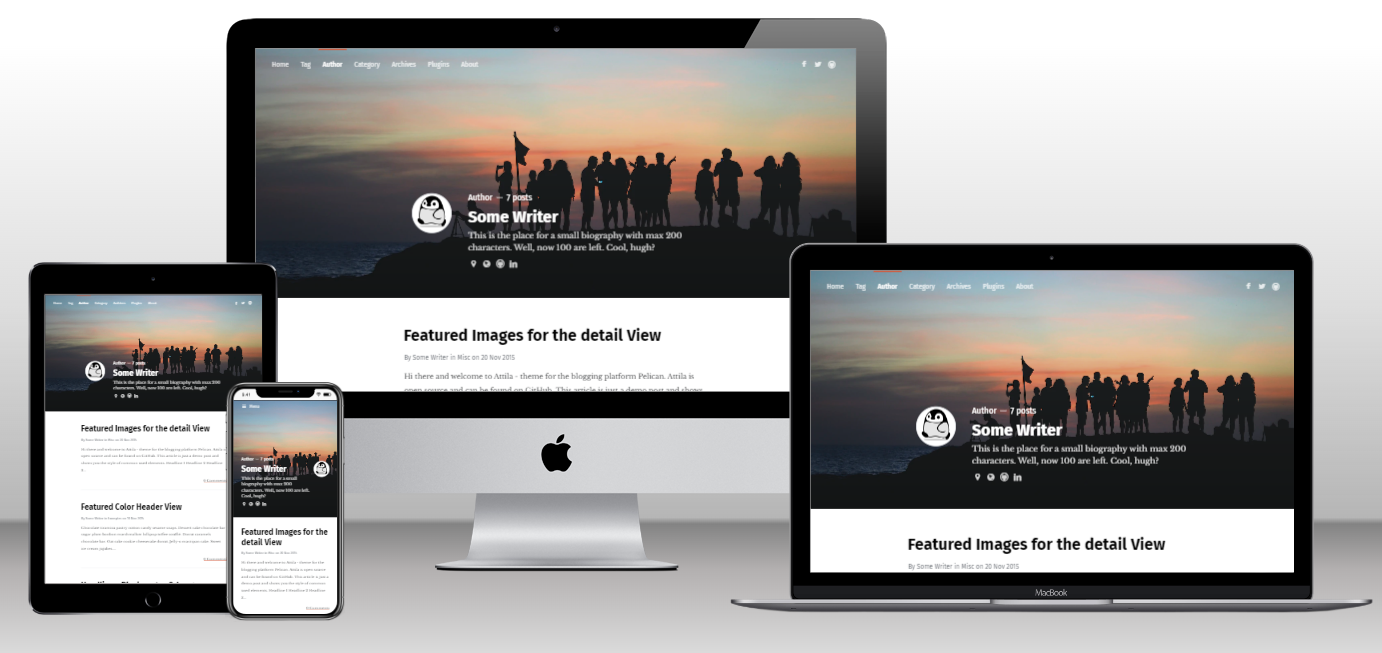 Home Tag Author Category Archives Plugins About
Author — 7 posts
Some Writer
This is the place for a small biography with max 200
characters. Well, now 100 are left. Cool, hugh?
Featured Images for the detail View
By Some Writer in Misc on 20 Nov 2015
Hi there and welcome to Attila - theme for the blogging platform Pelican. Attila is
open source and can be found on GitHub. This article is just a demo post and shows
Home Tag Author Category Archives Plugins About
Author — 7 posts
Some Writer
This is the place for a small biography with max 200
characters. Well, now 100 are left. Cool, hugh?
Featured Images for the detail View
Featured Color Header View
Menu
Author — 7 posts
Some Writer
This is the place for a small
biography with max 200
characters. Well, now 100 are left.
Cool, hugh?
Featured Images for the
detail View
Home Tag Author Category Archives Plugins About
Author — 7 posts
Some Writer
This is the place for a small biography with max 200
characters. Well, now 100 are left. Cool, hugh?
Featured Images for the detail View
By Some Writer in Misc on 20 Nov 2015
MacBook